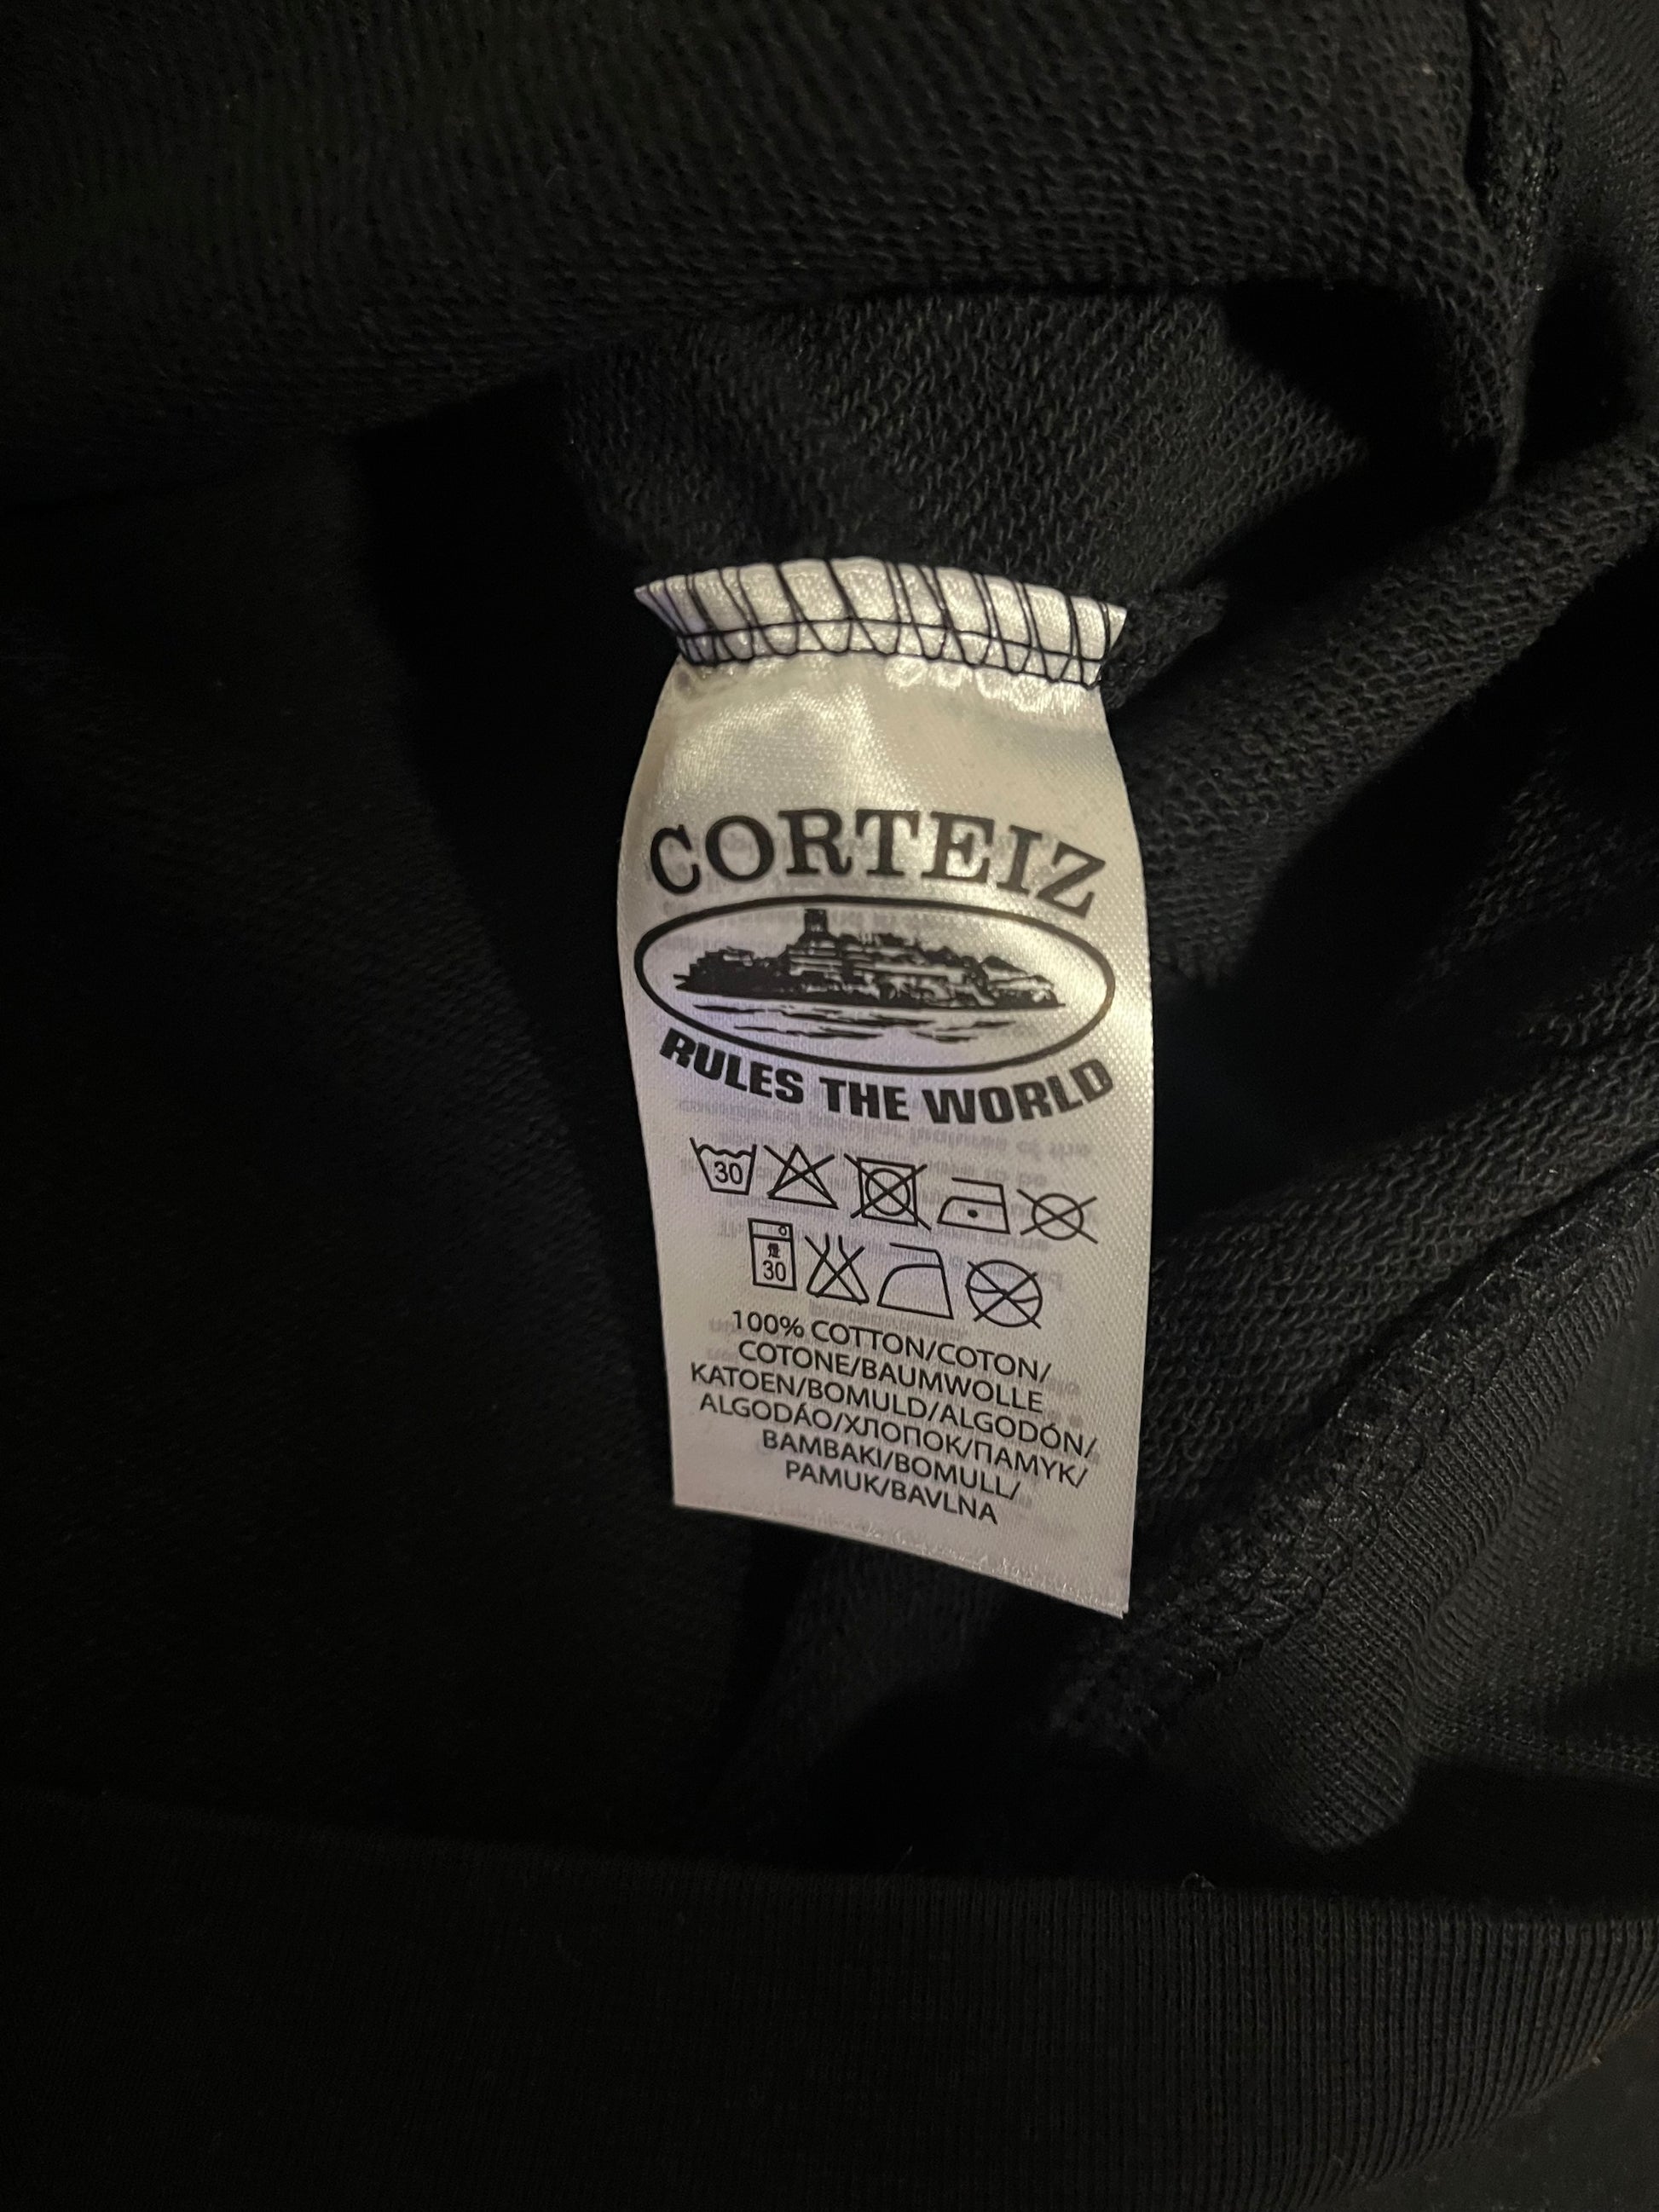 CORTEIZ
RULES THE WORLD
30
30
100% COTTON/COTON/
COTONE/BAUMWOLLE
KATOEN/BOMULD/ALGODÓN/
ALGODÁO/ХЛОПОК/ПАМУК/
BAMBAKI/BOMULL/
PAMUK/BAVLNA